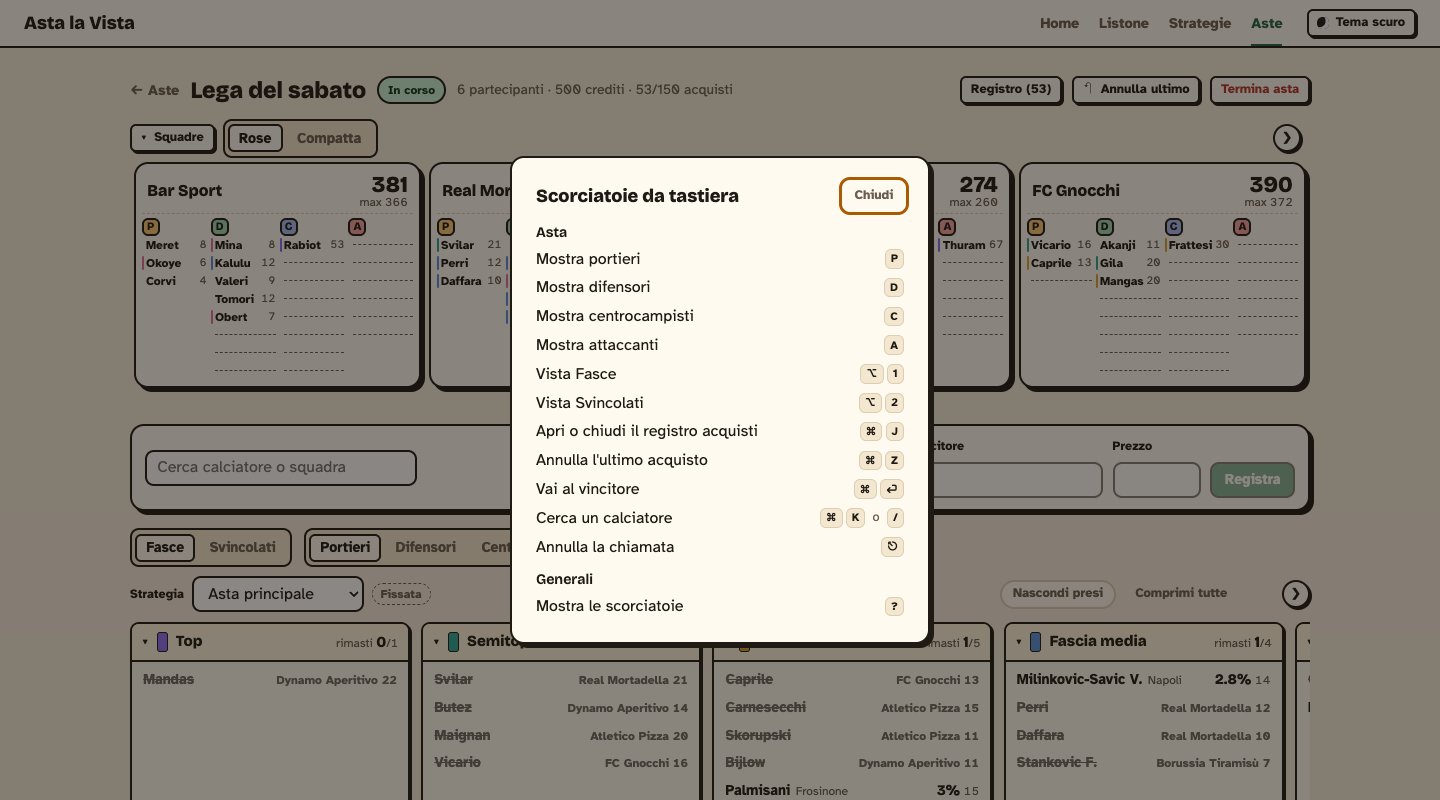 Asta la Vista
Home Listone Strategie Aste Tema scuro
← Aste Lega del sabato In corso 6 partecipanti · 500 crediti · 53/150 acquisti
Registro (53) Annulla ultimo Termina asta
▾ Squadre Rose Compatta
Bar Sport 381
max 366
P D C A
Meret 8 Mina 8 Rabiot 53
Okoye 6 Kalulu 12
Corvi 4 Valeri 9
Tomori 12
Obert 7
Real Mor
P
Svilar 21
Perri 12
Daffara 10
274
max 260
A
Thuram 67
FC Gnocchi 390
max 372
P D C A
Vicario 16 Akanji 11 Frattesi 30
Caprile 13 Gila 20
Mangas 20
Scorciatoie da tastiera Chiudi
Asta
Mostra portieri P
Mostra difensori D
Mostra centrocampisti C
Mostra attaccanti A
Vista Fasce ⌥ 1
Vista Svincolati ⌥ 2
Apri o chiudi il registro acquisti ⌘ J
Annulla l'ultimo acquisto ⌘ Z
Vai al vincitore ⌘ ⏎
Cerca un calciatore ⌘ K o /
Annulla la chiamata ⎋
Generali
Mostra le scorciatoie ?
Cerca calciatore o squadra
citore Prezzo
Registra
Fasce Svincolati Portieri Difensori Cent
Strategia Asta principale Fissata
Nascondi presi Comprimi tutte
▾ Top rimasti 0/1
Mandas Dynamo Aperitivo 22
▾ Semito
Svilar Real Mortadella 21
Butez Dynamo Aperitivo 14
Maignan Atletico Pizza 20
Vicario FC Gnocchi 16
imasti 1/5
Caprile FC Gnocchi 13
Carnesecchi Atletico Pizza 15
Skorupski Atletico Pizza 11
Bijlow Dynamo Aperitivo 11
Palmisani Frosinone 3% 15
▾ Fascia media rimasti 1/4
Milinkovic-Savic V. Napoli 2.8% 14
Perri Real Mortadella 12
Daffara Real Mortadella 10
Stankovic F. Borussia Tiramisù 7